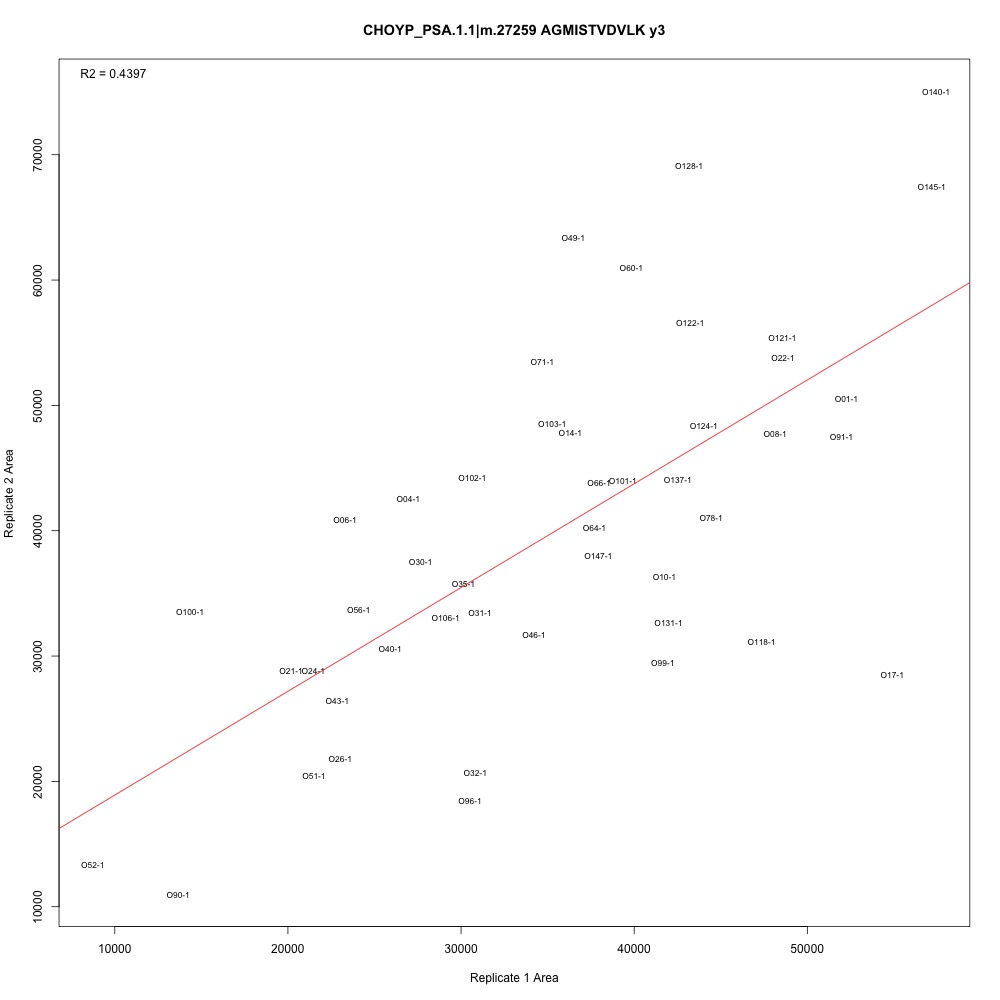 CHOYP_PSA.1.1|m.27259 AGMISTVDVLK y3
R2 = 0.4397
O140-1
O128-1
O145-1
O49-1
O60-1
O122-1
O121-1
O22-1
O71-1
O01-1
O103-1
O124-1
O14-1
O08-1
O91-1
O102-1
O137-1
O66-1
O101-1
O04-1
O78-1
O06-1
O64-1
O147-1
O30-1
O10-1
O35-1
O56-1
O100-1
O31-1
O106-1
O131-1
O46-1
O118-1
O40-1
O99-1
O21-1
O24-1
O17-1
O43-1
O26-1
O32-1
O51-1
O96-1
O52-1
O90-1
70000
60000
50000
40000
30000
20000
10000
Replicate 2 Area
10000 20000 30000 40000 50000
Replicate 1 Area